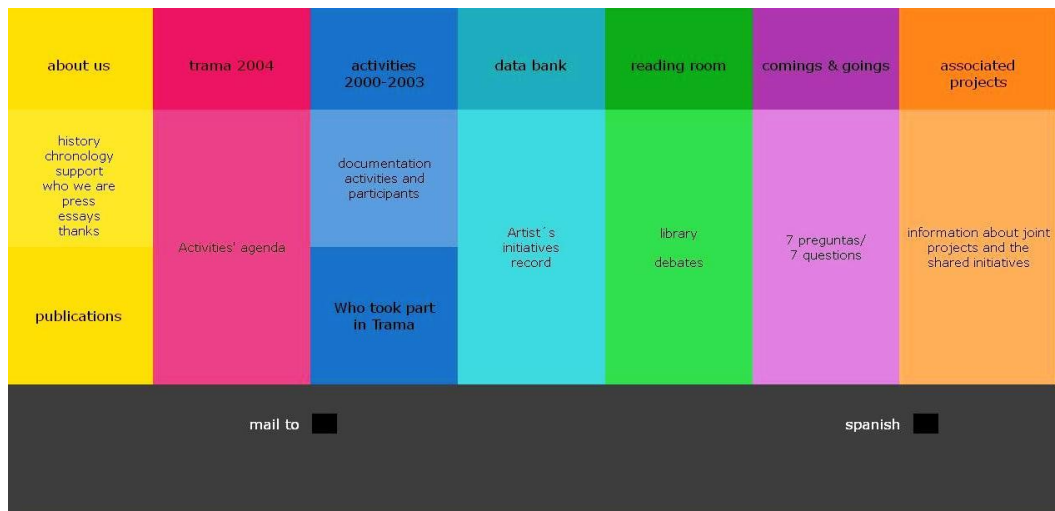 about us
history
chronology
support
who we are
press
essays
thanks
publications
trama 2004
Activities' agenda
activities
2000-2003
documentation
activities and
participants
Who took part
in Trama
data bank
Artist´s
initiatives
record
reading room
library
debates
comings & goings
7 preguntas/
7 questions
associated
projects
information about joint
projects and the
shared initiatives
mail to
spanish